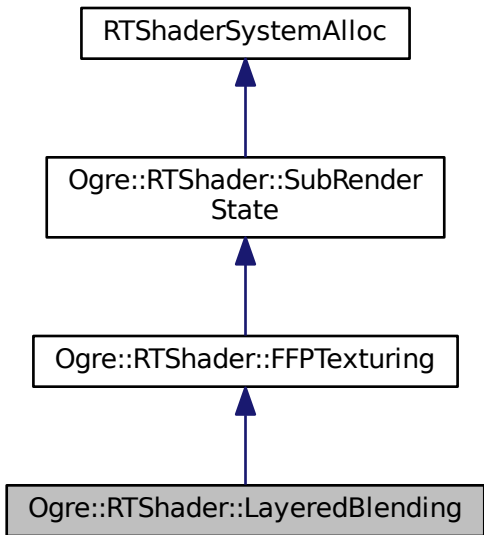 RTShaderSystemAlloc
Ogre::RTShader::SubRender
State
Ogre::RTShader::FFPTexturing
Ogre::RTShader::LayeredBlending